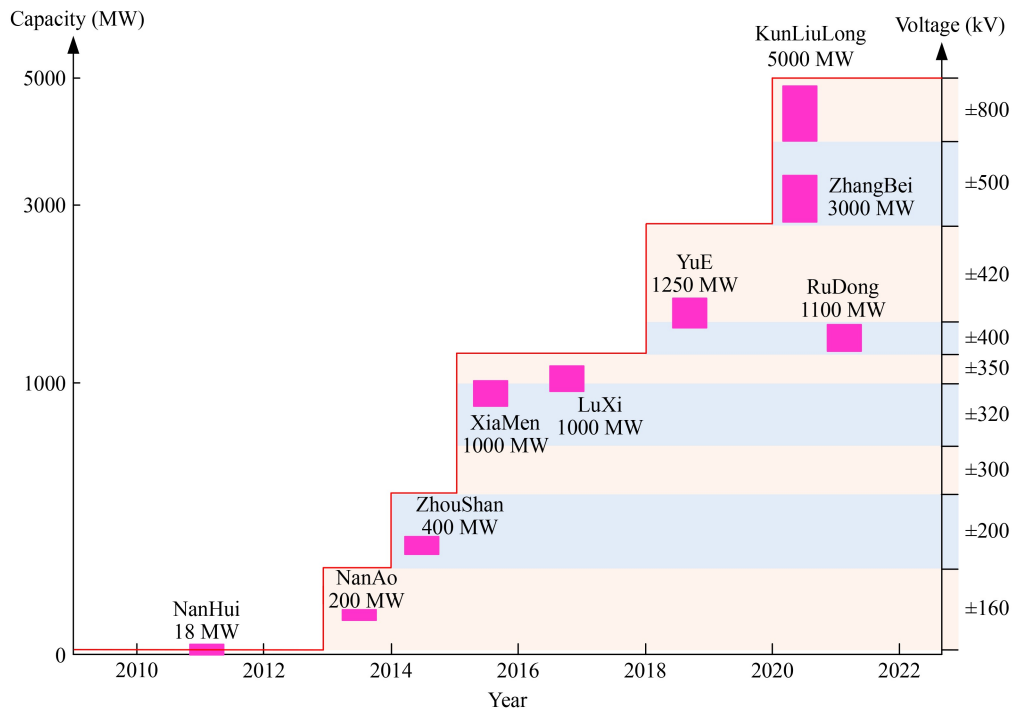 Capacity (MW)
Voltage (kV)
KunLiuLong
5000 MW
5000
±800
±500
ZhangBei
3000 MW
3000
YuE
1250 MW
RuDong
1100 MW
±420
±400
±350
1000
LuXi
1000 MW
XiaMen
1000 MW
±320
±300
ZhouShan
400 MW
±200
NanAo
200 MW
NanHui
18 MW
±160
0
2010
2012
2014
2016
2018
2020
2022
Year